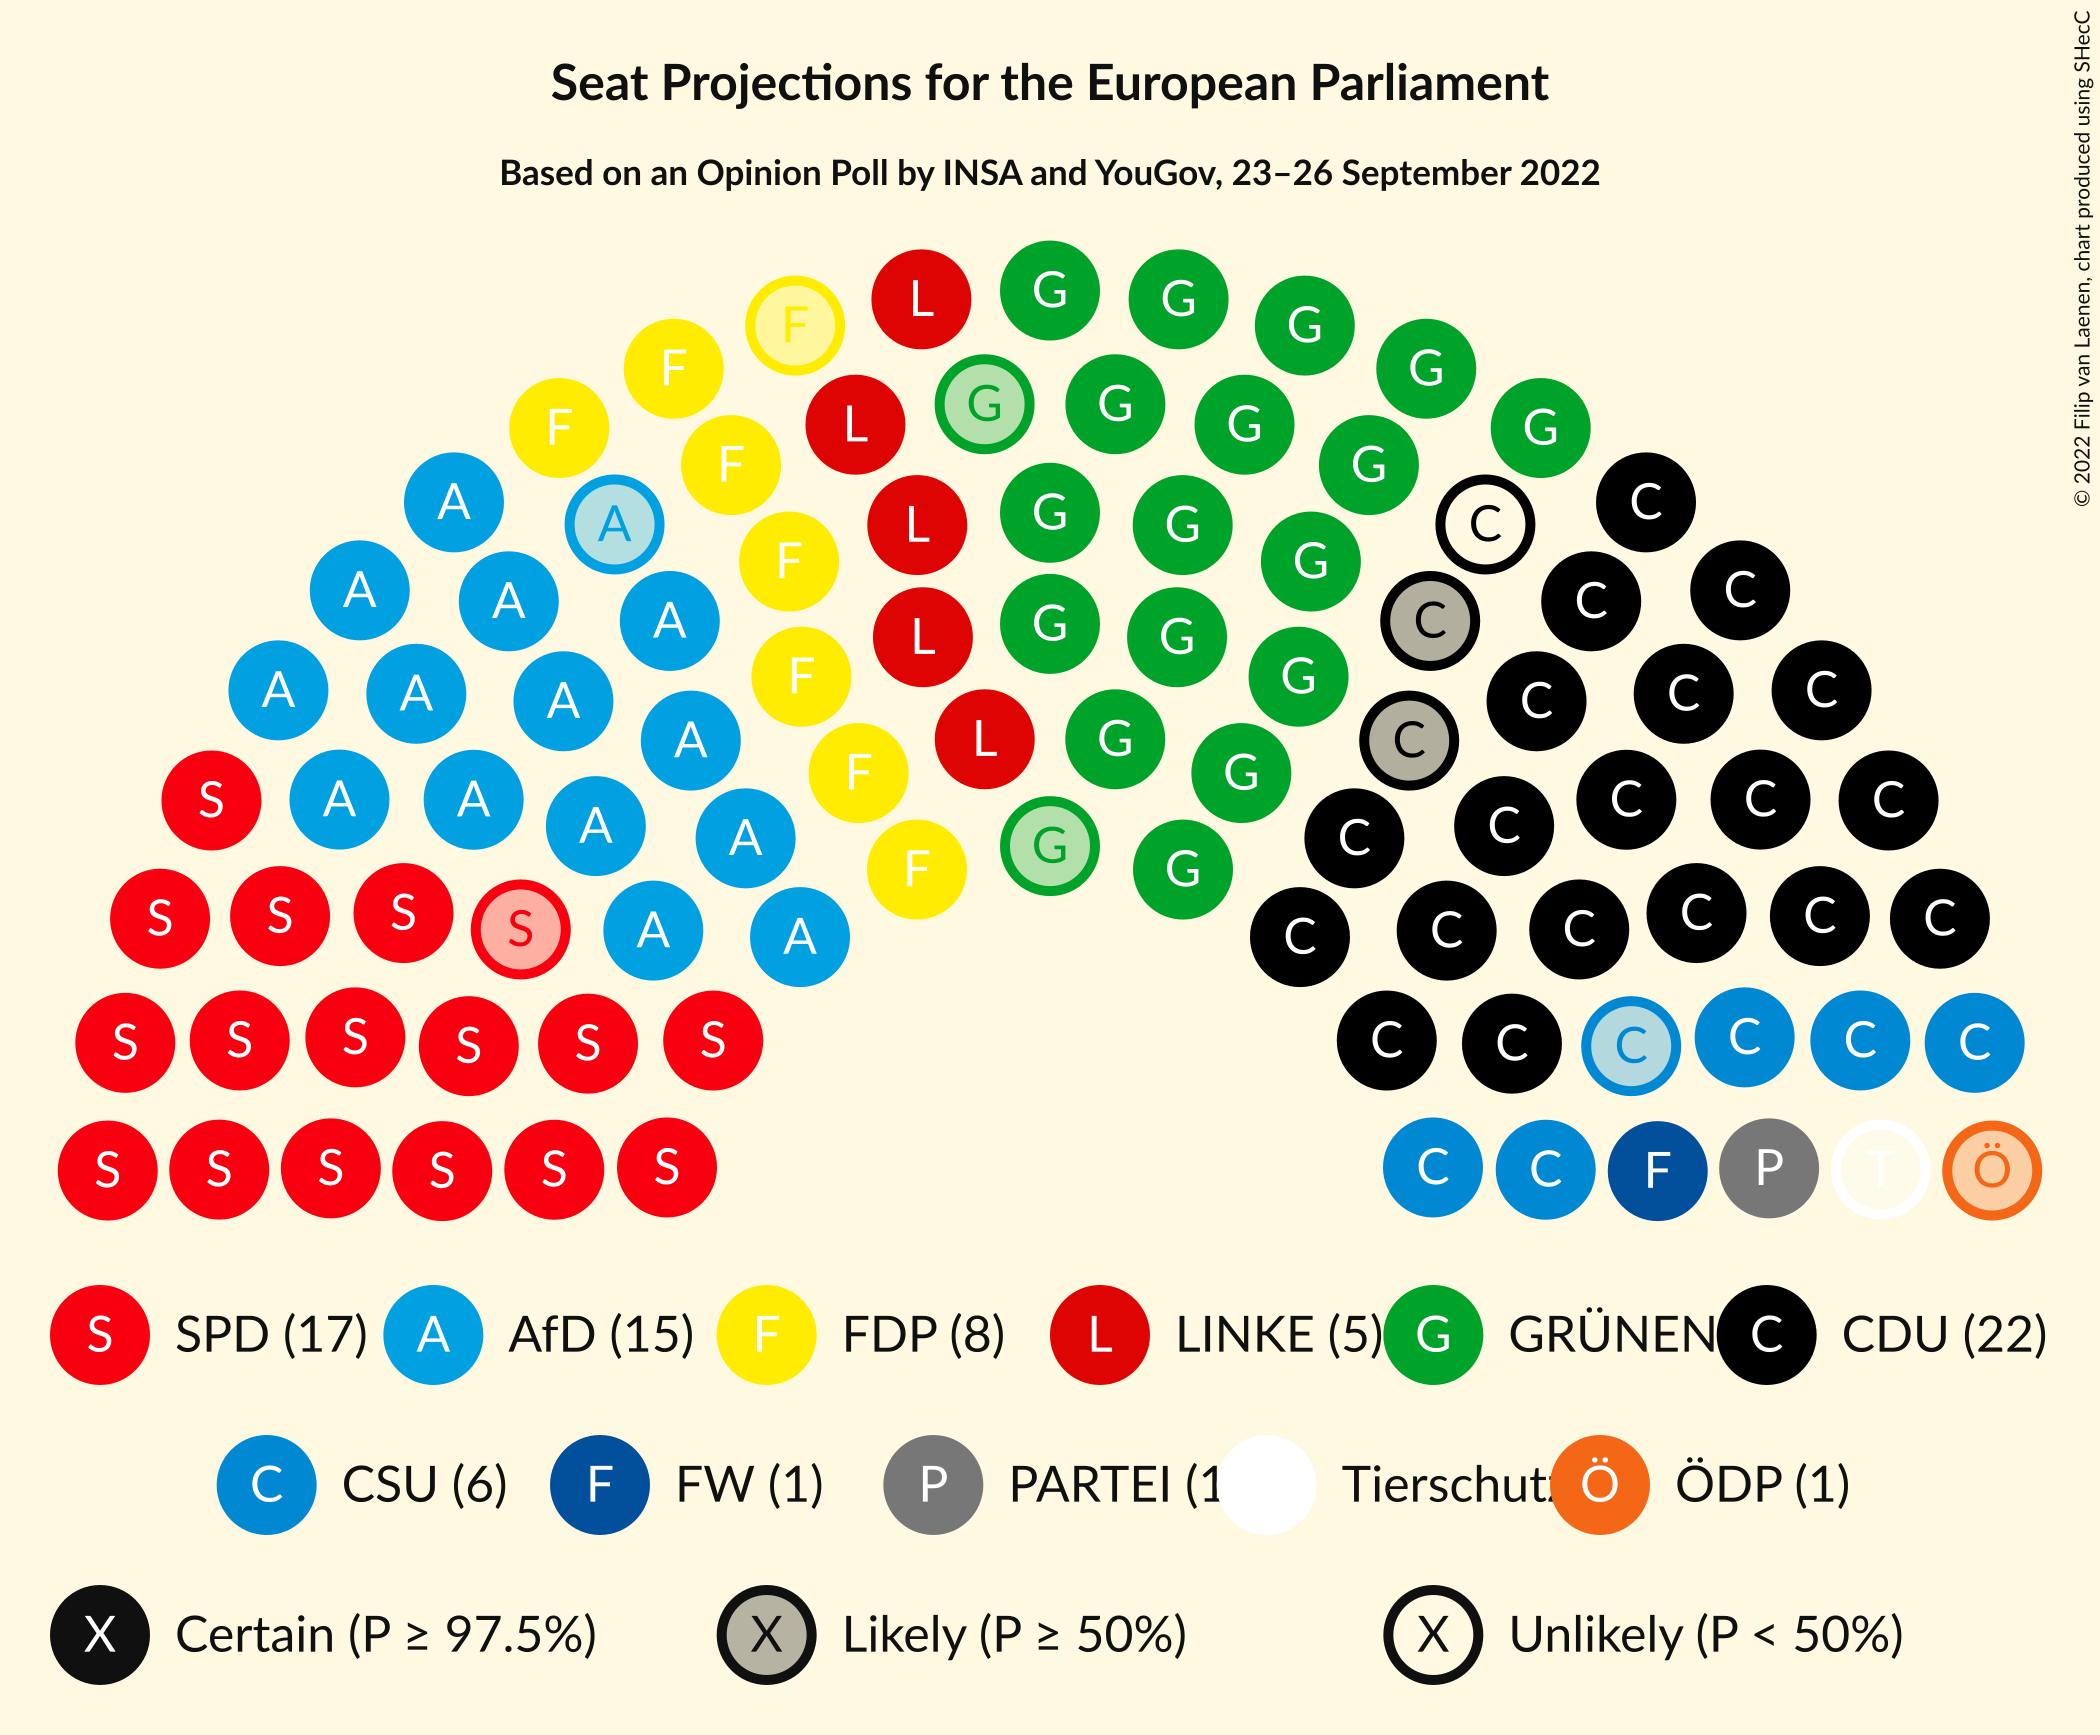 Seat Projections for the European Parliament
Based on an Opinion Poll by INSA and YouGov, 23–26 September 2022
© 2022 Filip van Laenen, chart produced using SHecC
L G G G
F G
F L G G G G
F F G
A A F L G G G C C
A A A F L G G G C C C
A A A A F L G G C C C C
S A A A A F G G C C C C C
S S S S A A C C C C C C
S S S S S S C C C C C C
S S S S S S C C F P T Ö
S SPD (17) A AfD (15) F FDP (8) L LINKE (5) G GRÜNEN C CDU (22)
C CSU (6) F FW (1) P PARTEI (1 Tierschutz Ö ÖDP (1)
X Certain (P ≥ 97.5%) X Likely (P ≥ 50%) X Unlikely (P < 50%)